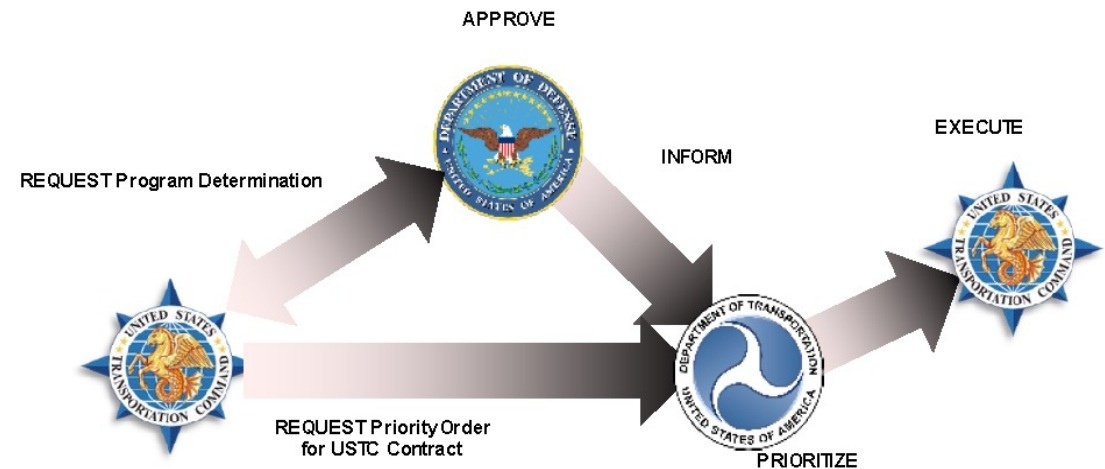 APPROVE
DEPARTMENT OF DEFENSE
UNITED STATES OF AMERICA
INFORM
EXECUTE
REQUEST Program Determination
UNITED STATES
TRANSPORTATION COMMAND
UNITED STATES
TRANSPORTATION COMMAND
DEPARTMENT OF TRANSPORTATION
UNITED STATES OF AMERICA
REQUEST Priority Order
for USTC Contract
PRIORITIZE